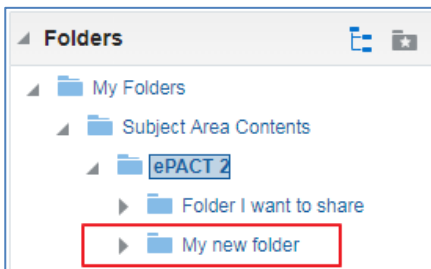 Folders
My Folders
Subject Area Contents
ePACT 2
Folder I want to share
My new folder